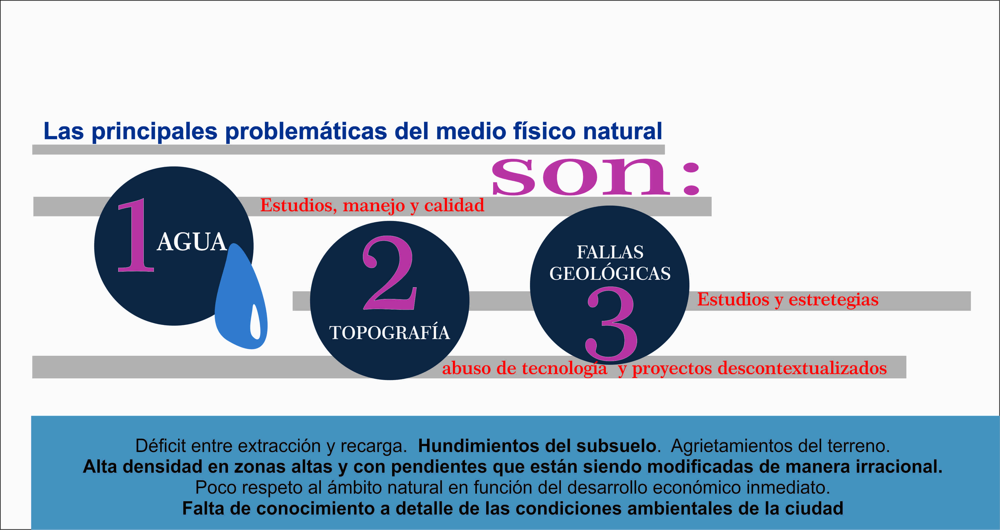 Las principales problemáticas del medio físico natural
son:
1
AGUA
Estudios, manejo y calidad
2
TOPOGRAFÍA
abuso de tecnología y proyectos descontextualizados
FALLAS
GEOLÓGICAS
3
Estudios y estretegias
Déficit entre extracción y recarga. Hundimientos del subsuelo. Agrietamientos del terreno.
Alta densidad en zonas altas y con pendientes que están siendo modificadas de manera irracional.
Poco respeto al ámbito natural en función del desarrollo económico inmediato.
Falta de conocimiento a detalle de las condiciones ambientales de la ciudad